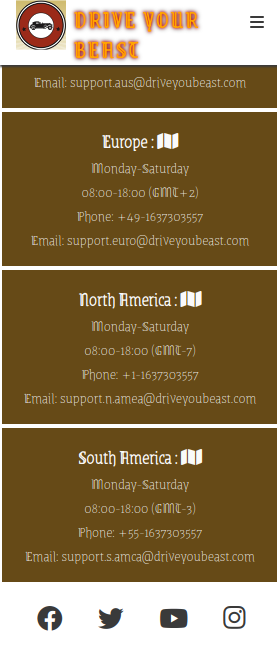 DRIVE YOUR
BEAST
Email: support.aus@driveyoubeast.com
Europe :
Monday-Saturday
08:00-18:00 (GMT+2)
Phone: +49-1637303557
Email: support.euro@driveyoubeast.com
North America :
Monday-Saturday
08:00-18:00 (GMT-7)
Phone: +1-1637303557
Email: support.n.amea@driveyoubeast.com
South America :
Monday-Saturday
08:00-18:00 (GMT-3)
Phone: +55-1637303557
Email: support.s.amca@driveyoubeast.com